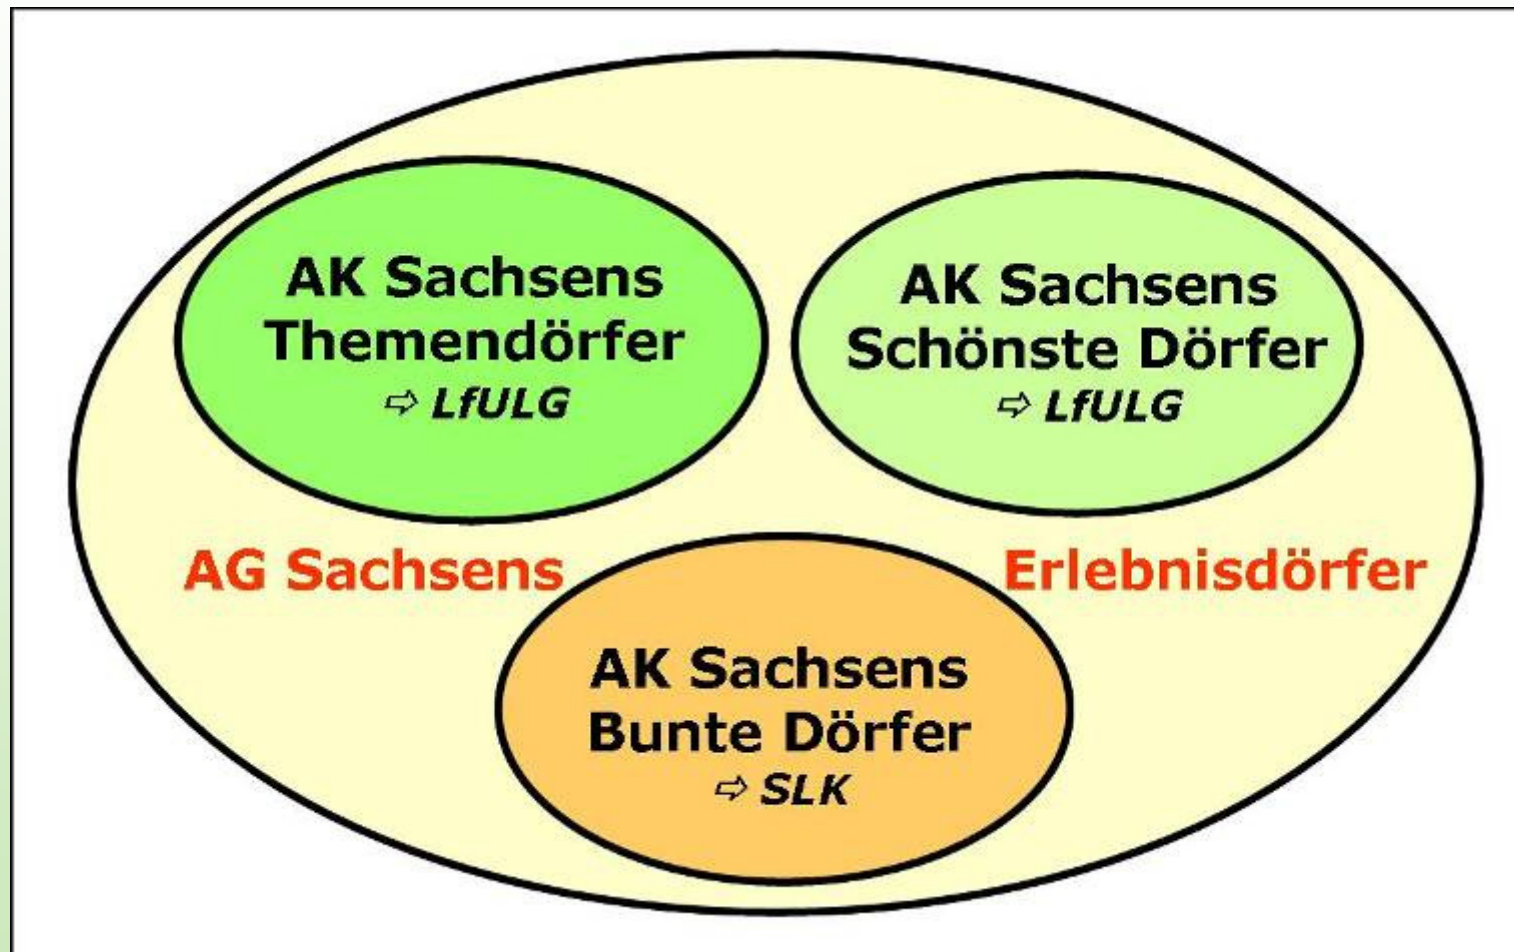 AK Sachsens
Themendörfer
⇨ LfULG
AK Sachsens
Schönste Dörfer
⇨ LfULG
AG Sachsens Erlebnisdörfer
AK Sachsens
Bunte Dörfer
⇨ SLK